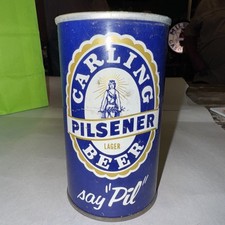 CARLING
PILSENER
LAGER
BEER
say "Pil"